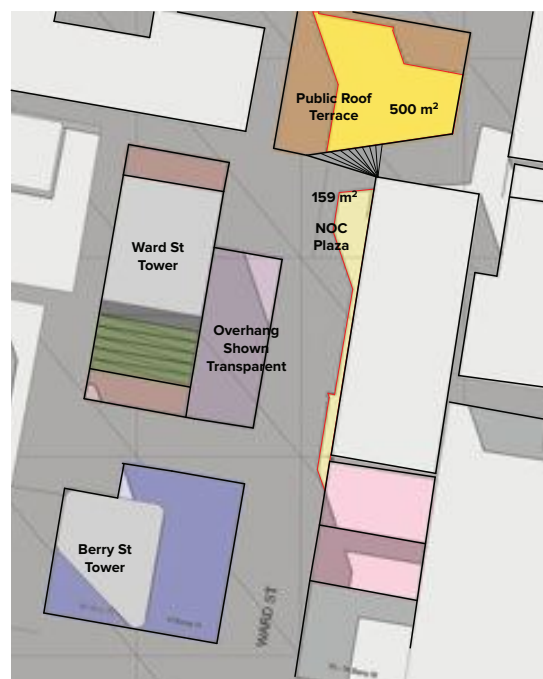 Public Roof
Terrace
500 m²
159 m²
NOC
Plaza
Ward St
Tower
Overhang
Shown
Transparent
Berry St
Tower
WARD ST